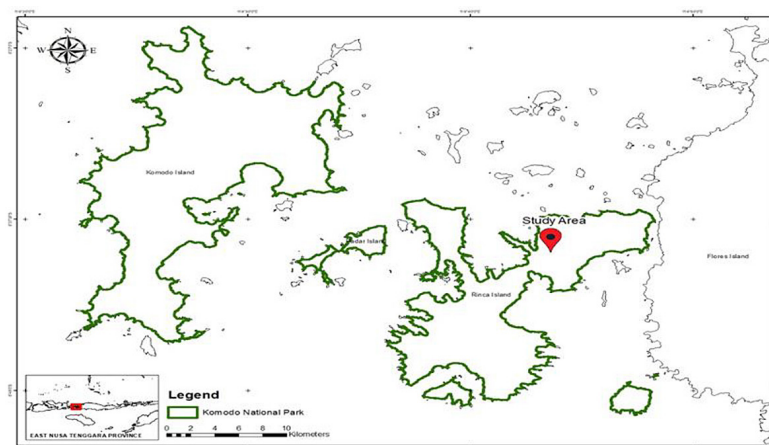 N
W E
S
Komodo Island
Study Area
Padar Island
Flores Island
Rinca Island
Legend
Komodo National Park
0 2 4 6 8 10
Kilometers
EAST NUSA TENGGARA PROVINCE